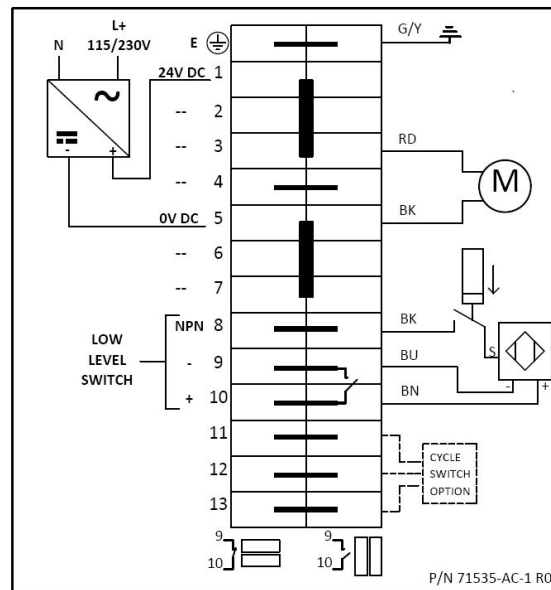 L+
N 115/230V
E
G/Y
24V DC 1
-- 2
-- 3
RD
-- 4
M
0V DC 5
BK
-- 6
-- 7
NPN 8
BK
LOW
LEVEL
SWITCH
- 9
BU
S
+ 10
BN
- +
11
12
13
CYCLE
SWITCH
OPTION
9
10
9
10
- +
P/N 71535-AC-1 R0